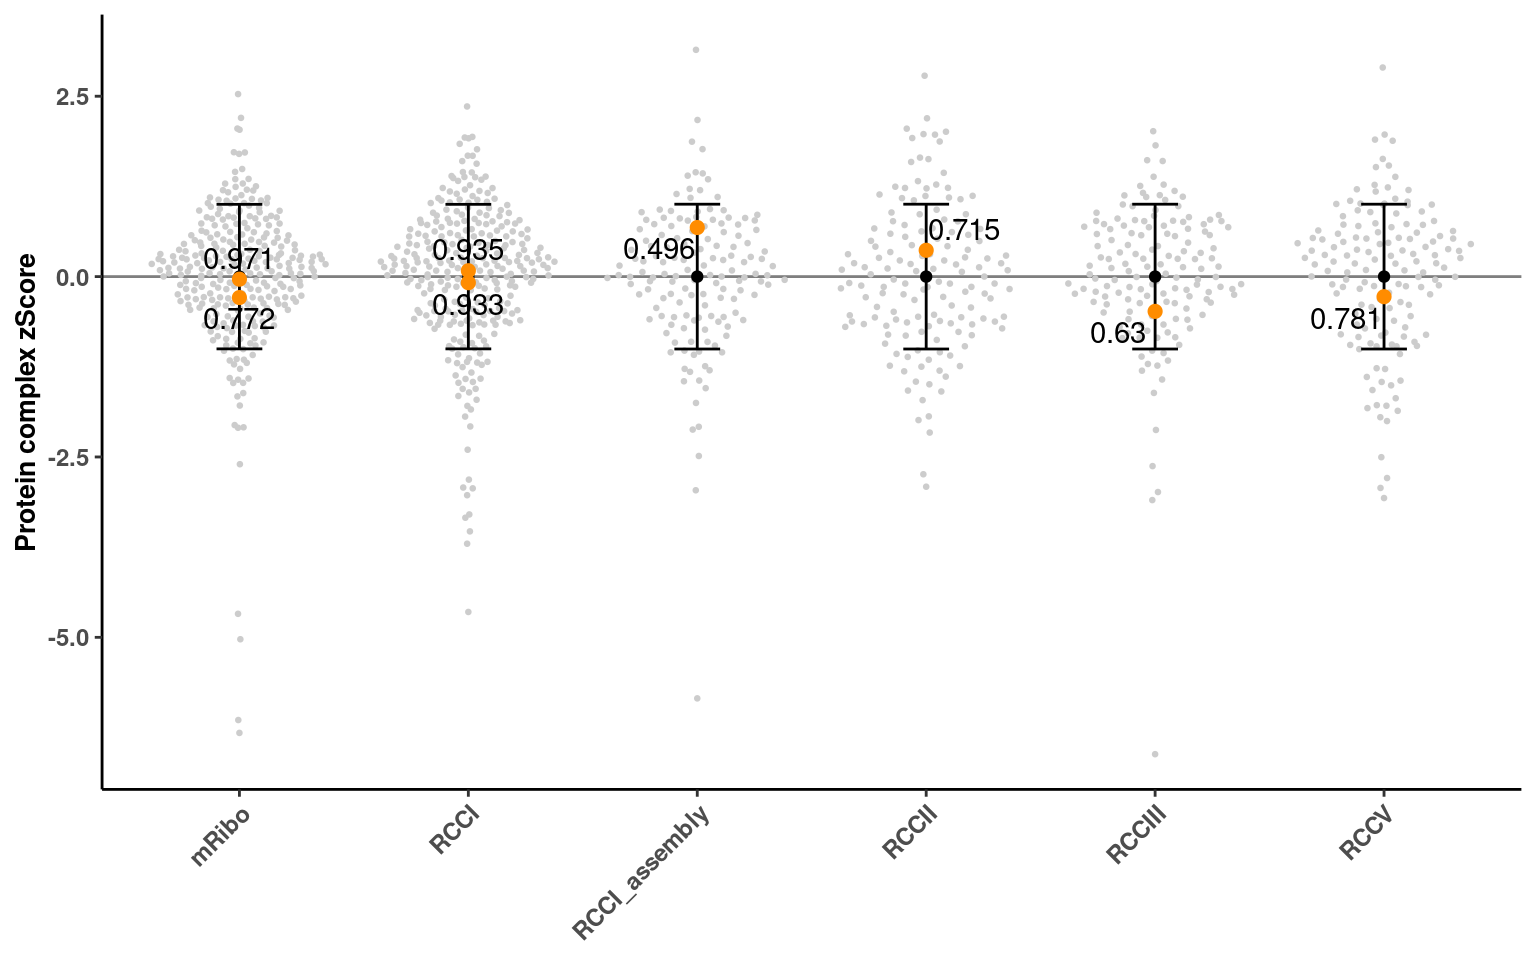 Protein complex zScore
2.5
0.0
-2.5
-5.0
0.971
0.772
0.935
0.933
0.496
0.715
0.63
0.781
mRibo
RCCI
RCCI_assembly
RCCII
RCCIII
RCCV